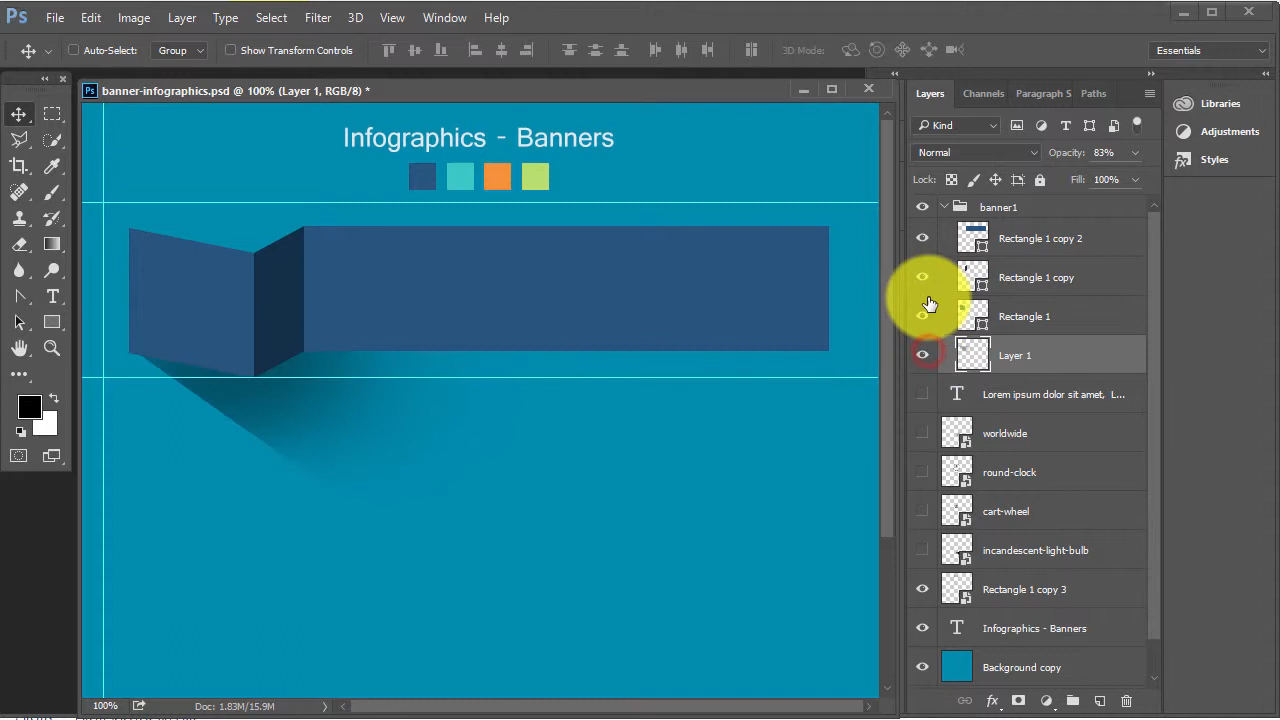 Ps File Edit Image Layer Type Select Filter 3D View Window Help
Auto-Select: Group Show Transform Controls 3D Mode: Essentials
banner-infographics.psd @ 100% (Layer 1, RGB/8) *
Infographics - Banners
100% Doc: 1.83M/15.9M
Layers Channels Paragraph S Paths
Kind
Normal Opacity: 83%
Lock: Fill: 100%
banner1
Rectangle 1 copy 2
Rectangle 1 copy
Rectangle 1
Layer 1
Lorem ipsum dolor sit amet, L...
worldwide
round-clock
cart-wheel
incandescent-light-bulb
Rectangle 1 copy 3
Infographics - Banners
Background copy
Libraries
Adjustments
Styles